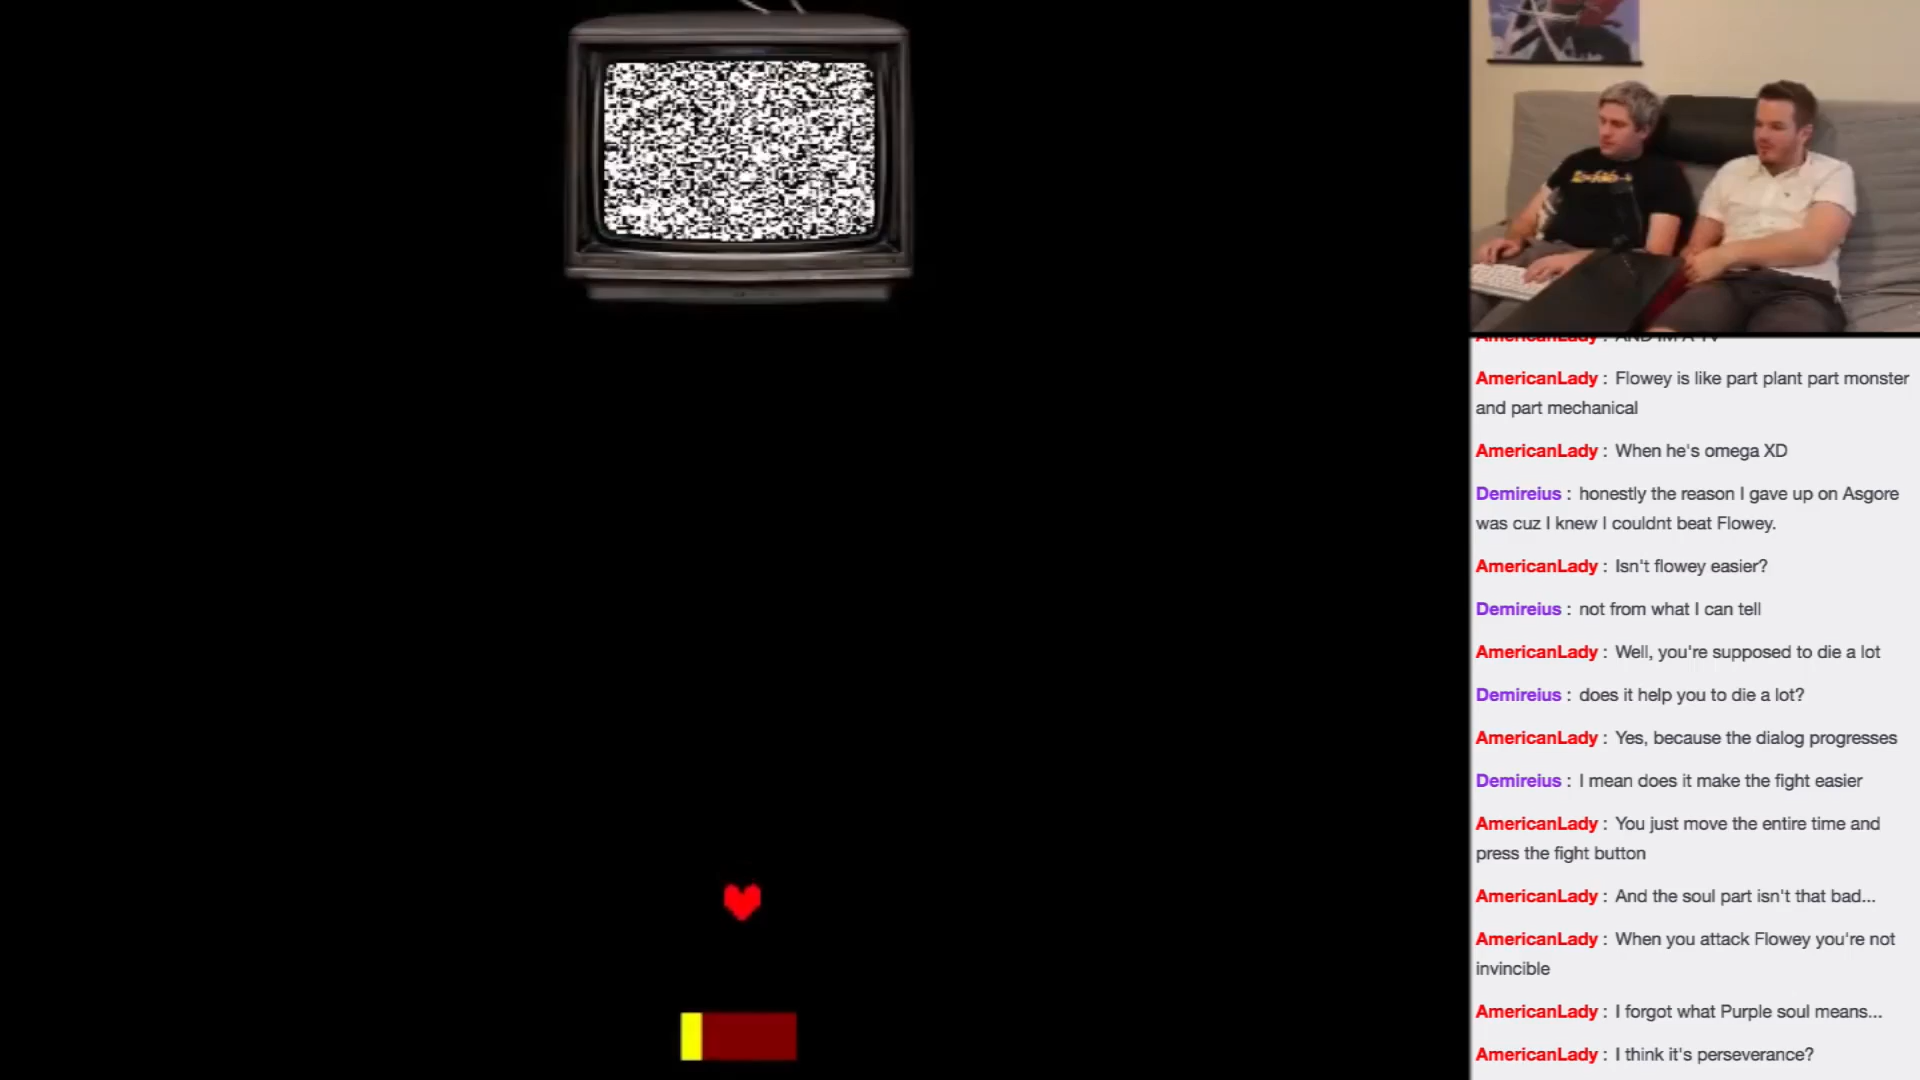 AmericanLady : AND IM A TV
AmericanLady : Flowey is like part plant part monster
and part mechanical
AmericanLady : When he's omega XD
Demireius : honestly the reason I gave up on Asgore
was cuz I knew I couldnt beat Flowey.
AmericanLady : Isn't flowey easier?
Demireius : not from what I can tell
AmericanLady : Well, you're supposed to die a lot
Demireius : does it help you to die a lot?
AmericanLady : Yes, because the dialog progresses
Demireius : I mean does it make the fight easier
AmericanLady : You just move the entire time and
press the fight button
AmericanLady : And the soul part isn't that bad...
AmericanLady : When you attack Flowey you're not
invincible
AmericanLady : I forgot what Purple soul means...
AmericanLady : I think it's perseverance?